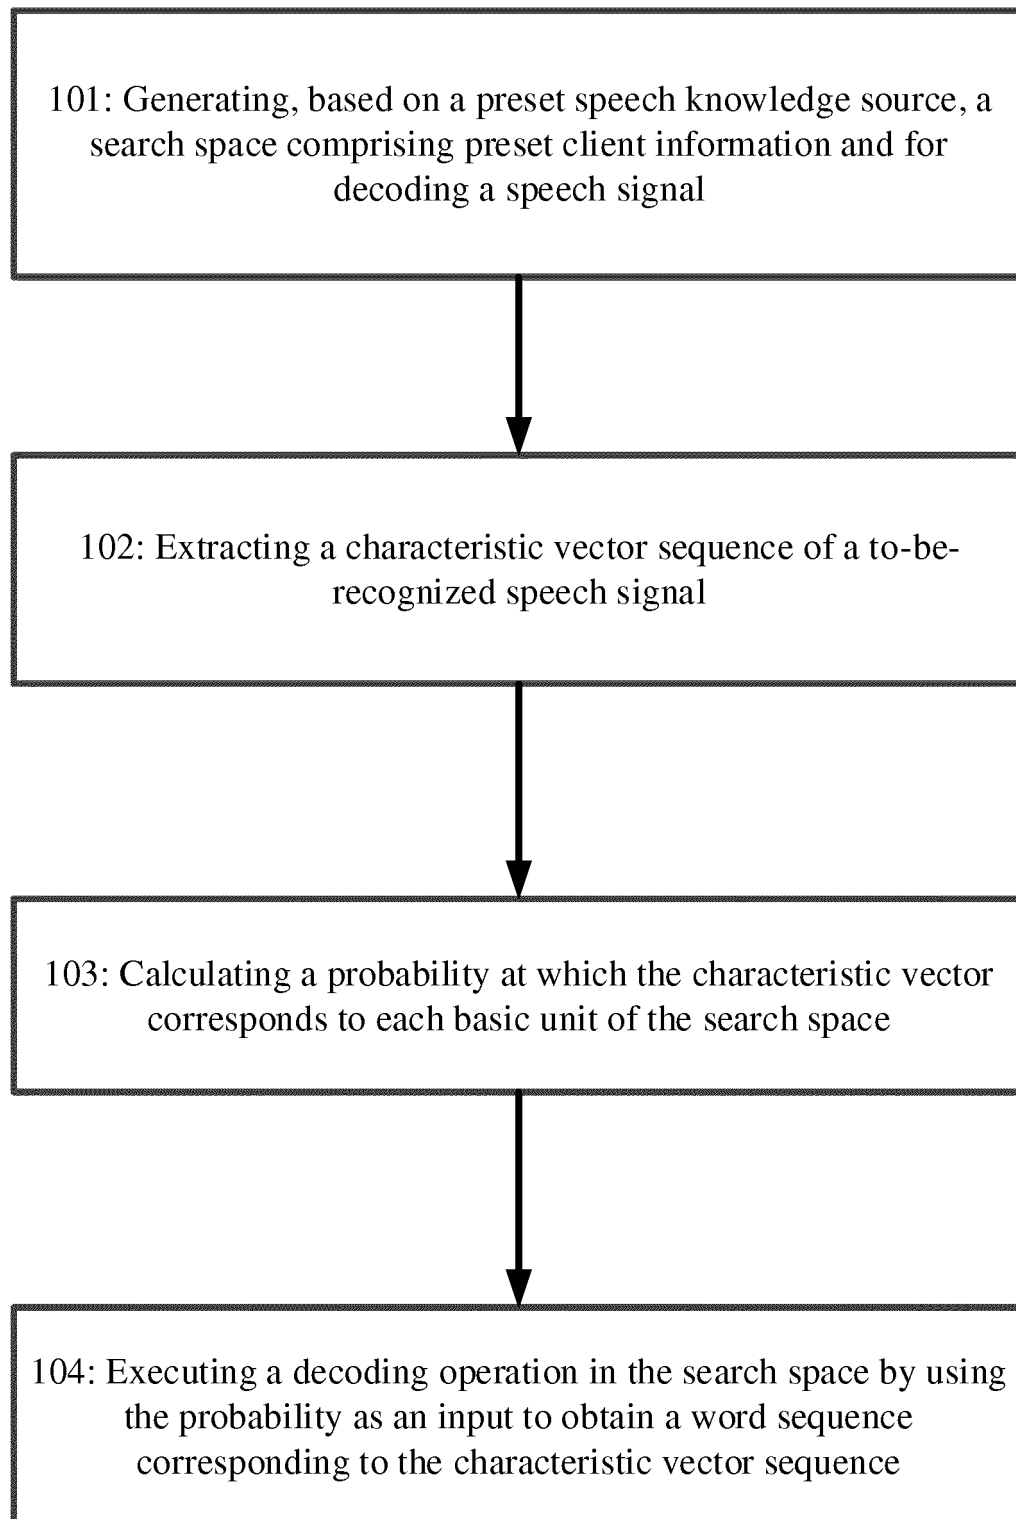 101: Generating, based on a preset speech knowledge source, a
search space comprising preset client information and for
decoding a speech signal
102: Extracting a characteristic vector sequence of a to-be-
recognized speech signal
103: Calculating a probability at which the characteristic vector
corresponds to each basic unit of the search space
104: Executing a decoding operation in the search space by using
the probability as an input to obtain a word sequence
corresponding to the characteristic vector sequence